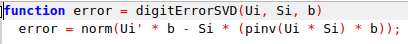 function error = digitErrorSVD(Ui, Si, b)
error = norm(Ui' * b - Si * (pinv(Ui * Si) * b));